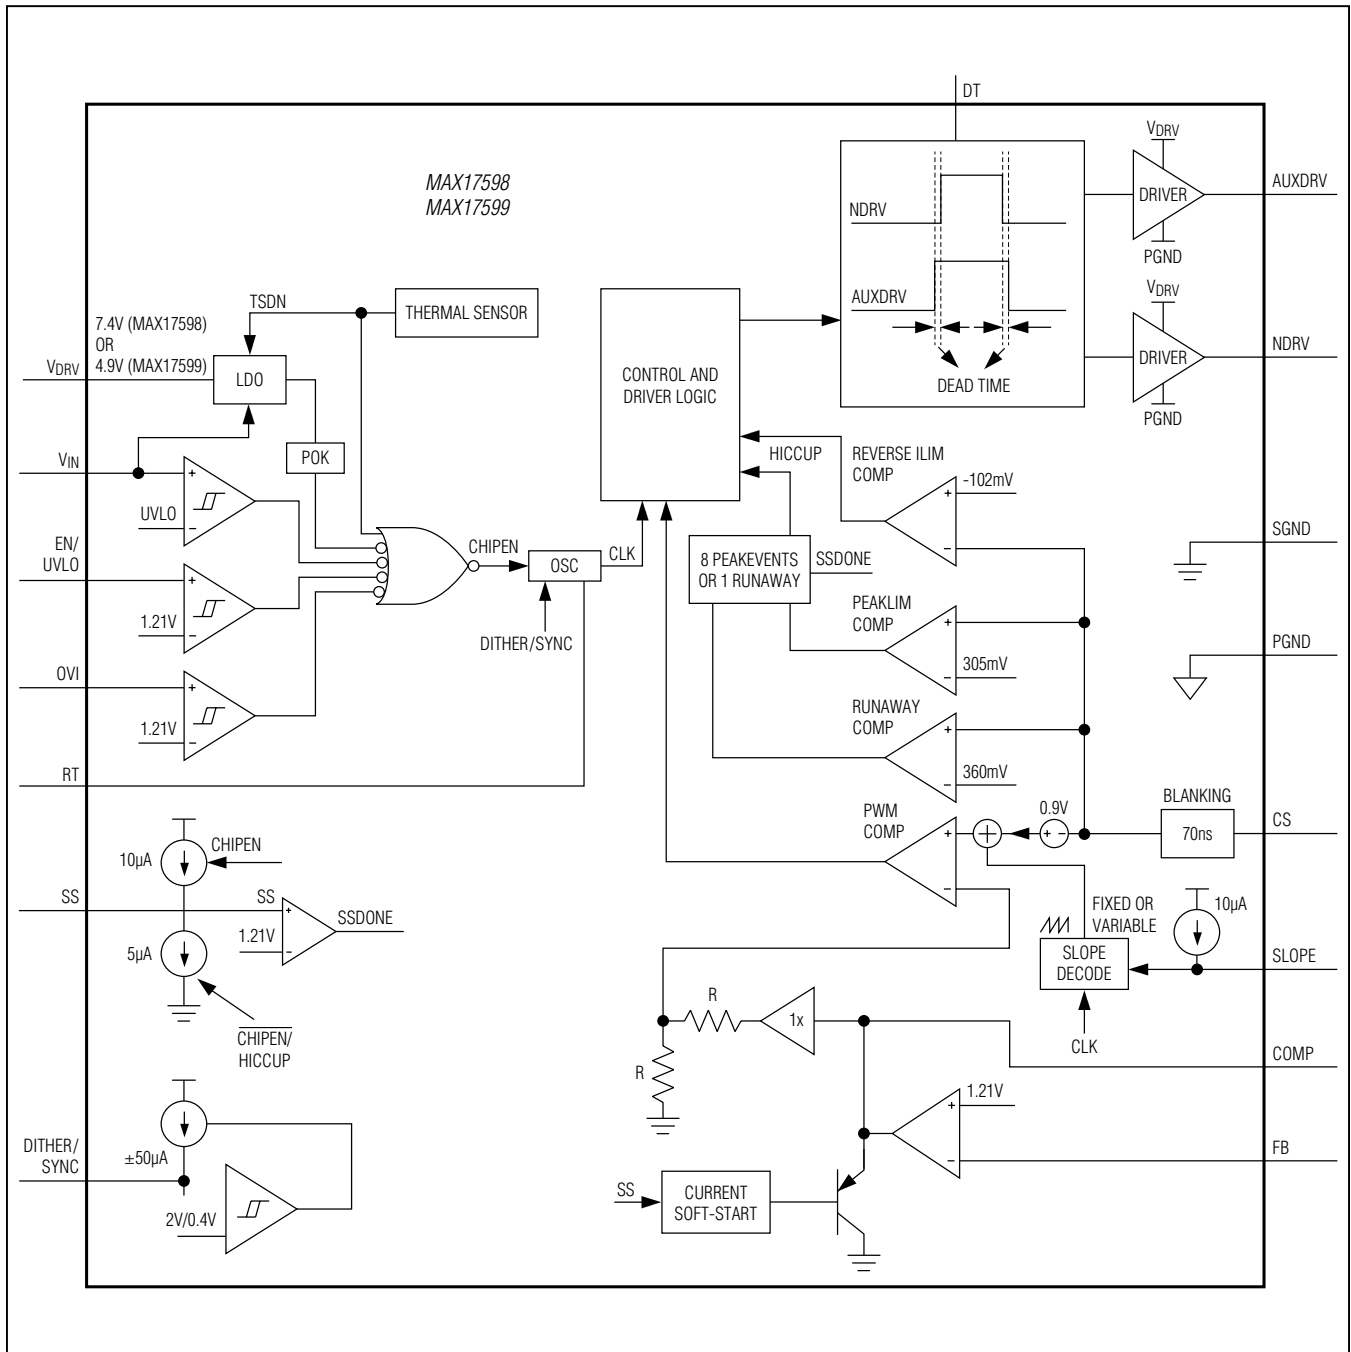 DT
MAX17598
MAX17599
VDRV
AUXDRV
DRIVER
PGND
NDRV
AUXDRV
DEAD TIME
VDRV
NDRV
DRIVER
PGND
TSDN
THERMAL SENSOR
7.4V (MAX17598)
OR
4.9V (MAX17599)
VDRV
LDO
CONTROL AND
DRIVER LOGIC
POK
VIN
+
UVLO
−
EN/
UVLO
+
1.21V
−
OVI
+
1.21V
−
RT
CHIPEN
OSC
CLK
DITHER/SYNC
HICCUP
REVERSE ILIM
COMP
-102mV
+
−
8 PEAKEVENTS
OR 1 RUNAWAY
SSDONE
PEAKLIM
COMP
+
305mV
−
RUNAWAY
COMP
+
360mV
−
SGND
PGND
PWM
COMP
+
−
0.9V
+ −
BLANKING
70ns
CS
10µA
CHIPEN
SS
SS
+
1.21V
−
SSDONE
5µA
CHIPEN/
HICCUP
FIXED OR
VARIABLE
10µA
SLOPE
DECODE
SLOPE
CLK
R
1x
R
COMP
1.21V
+
−
FB
DITHER/
SYNC
±50µA
2V/0.4V
SS
CURRENT
SOFT-START